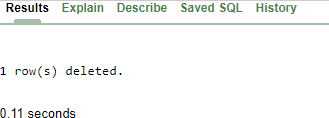 Results Explain Describe Saved SQL History
1 row(s) deleted.
0.11 seconds